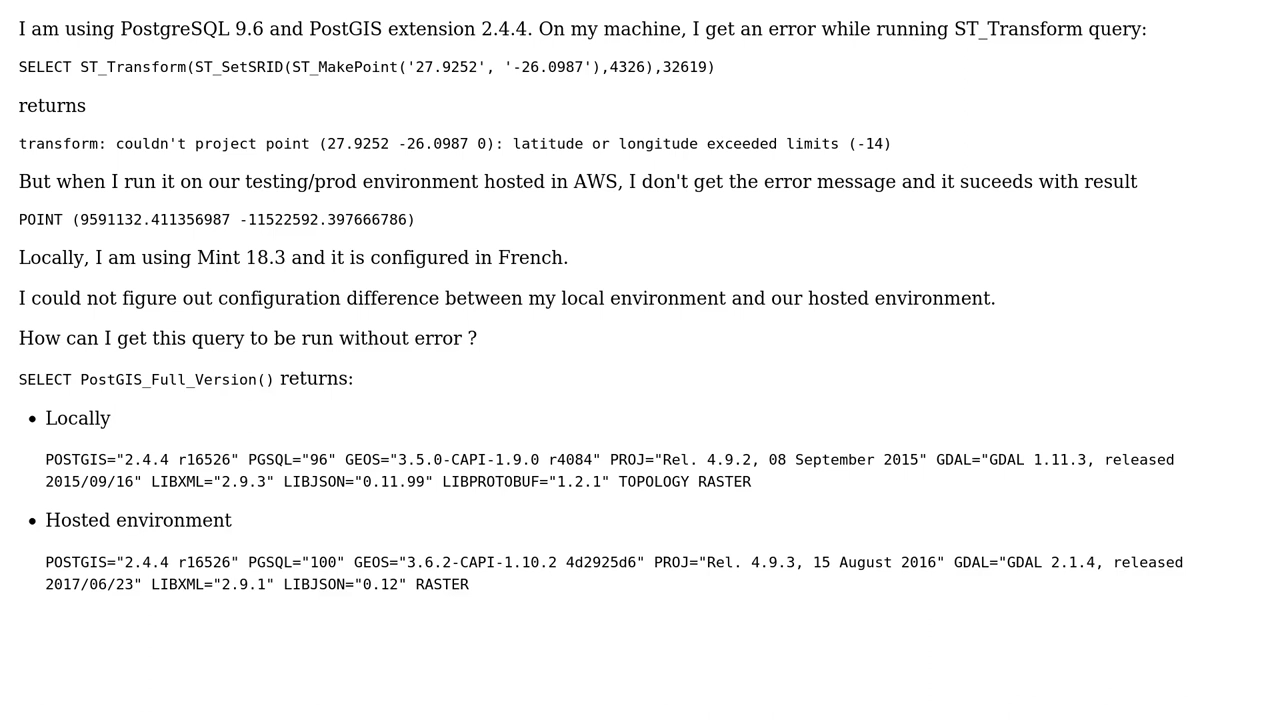 I am using PostgreSQL 9.6 and PostGIS extension 2.4.4. On my machine, I get an error while running ST_Transform query:
SELECT ST_Transform(ST_SetSRID(ST_MakePoint('27.9252', '-26.0987'),4326),32619)
returns
transform: couldn't project point (27.9252 -26.0987 0): latitude or longitude exceeded limits (-14)
But when I run it on our testing/prod environment hosted in AWS, I don't get the error message and it suceeds with result
POINT (9591132.411356987 -11522592.397666786)
Locally, I am using Mint 18.3 and it is configured in French.
I could not figure out configuration difference between my local environment and our hosted environment.
How can I get this query to be run without error ?
SELECT PostGIS_Full_Version() returns:
• Locally
POSTGIS="2.4.4 r16526" PGSQL="96" GEOS="3.5.0-CAPI-1.9.0 r4084" PROJ="Rel. 4.9.2, 08 September 2015" GDAL="GDAL 1.11.3, released
2015/09/16" LIBXML="2.9.3" LIBJSON="0.11.99" LIBPROTOBUF="1.2.1" TOPOLOGY RASTER
• Hosted environment
POSTGIS="2.4.4 r16526" PGSQL="100" GEOS="3.6.2-CAPI-1.10.2 4d2925d6" PROJ="Rel. 4.9.3, 15 August 2016" GDAL="GDAL 2.1.4, released
2017/06/23" LIBXML="2.9.1" LIBJSON="0.12" RASTER